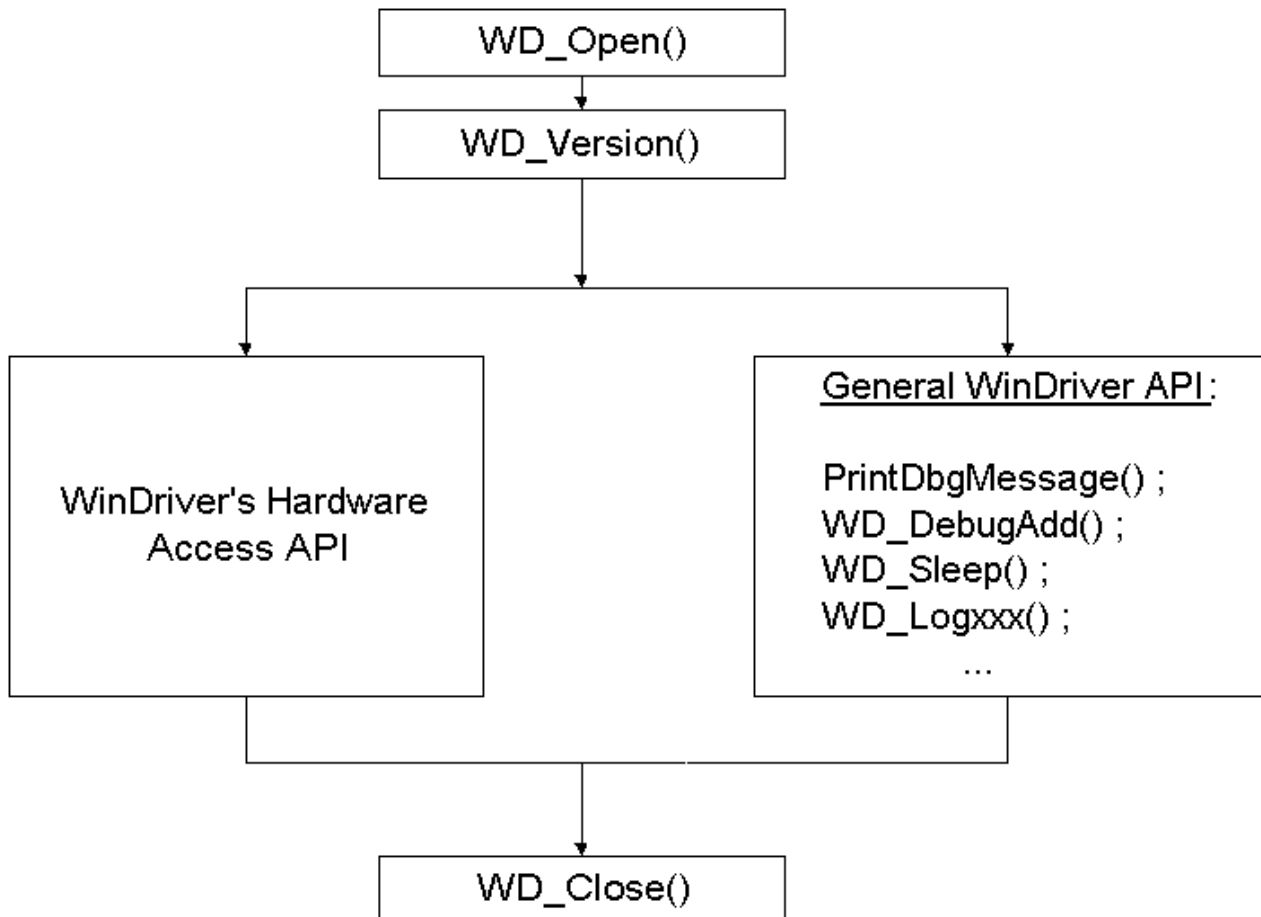 WD_Open()
WD_Version()
WinDriver's Hardware
Access API
General WinDriver API:
PrintDbgMessage() ;
WD_DebugAdd() ;
WD_Sleep() ;
WD_Logxxx() ;
...
WD_Close()